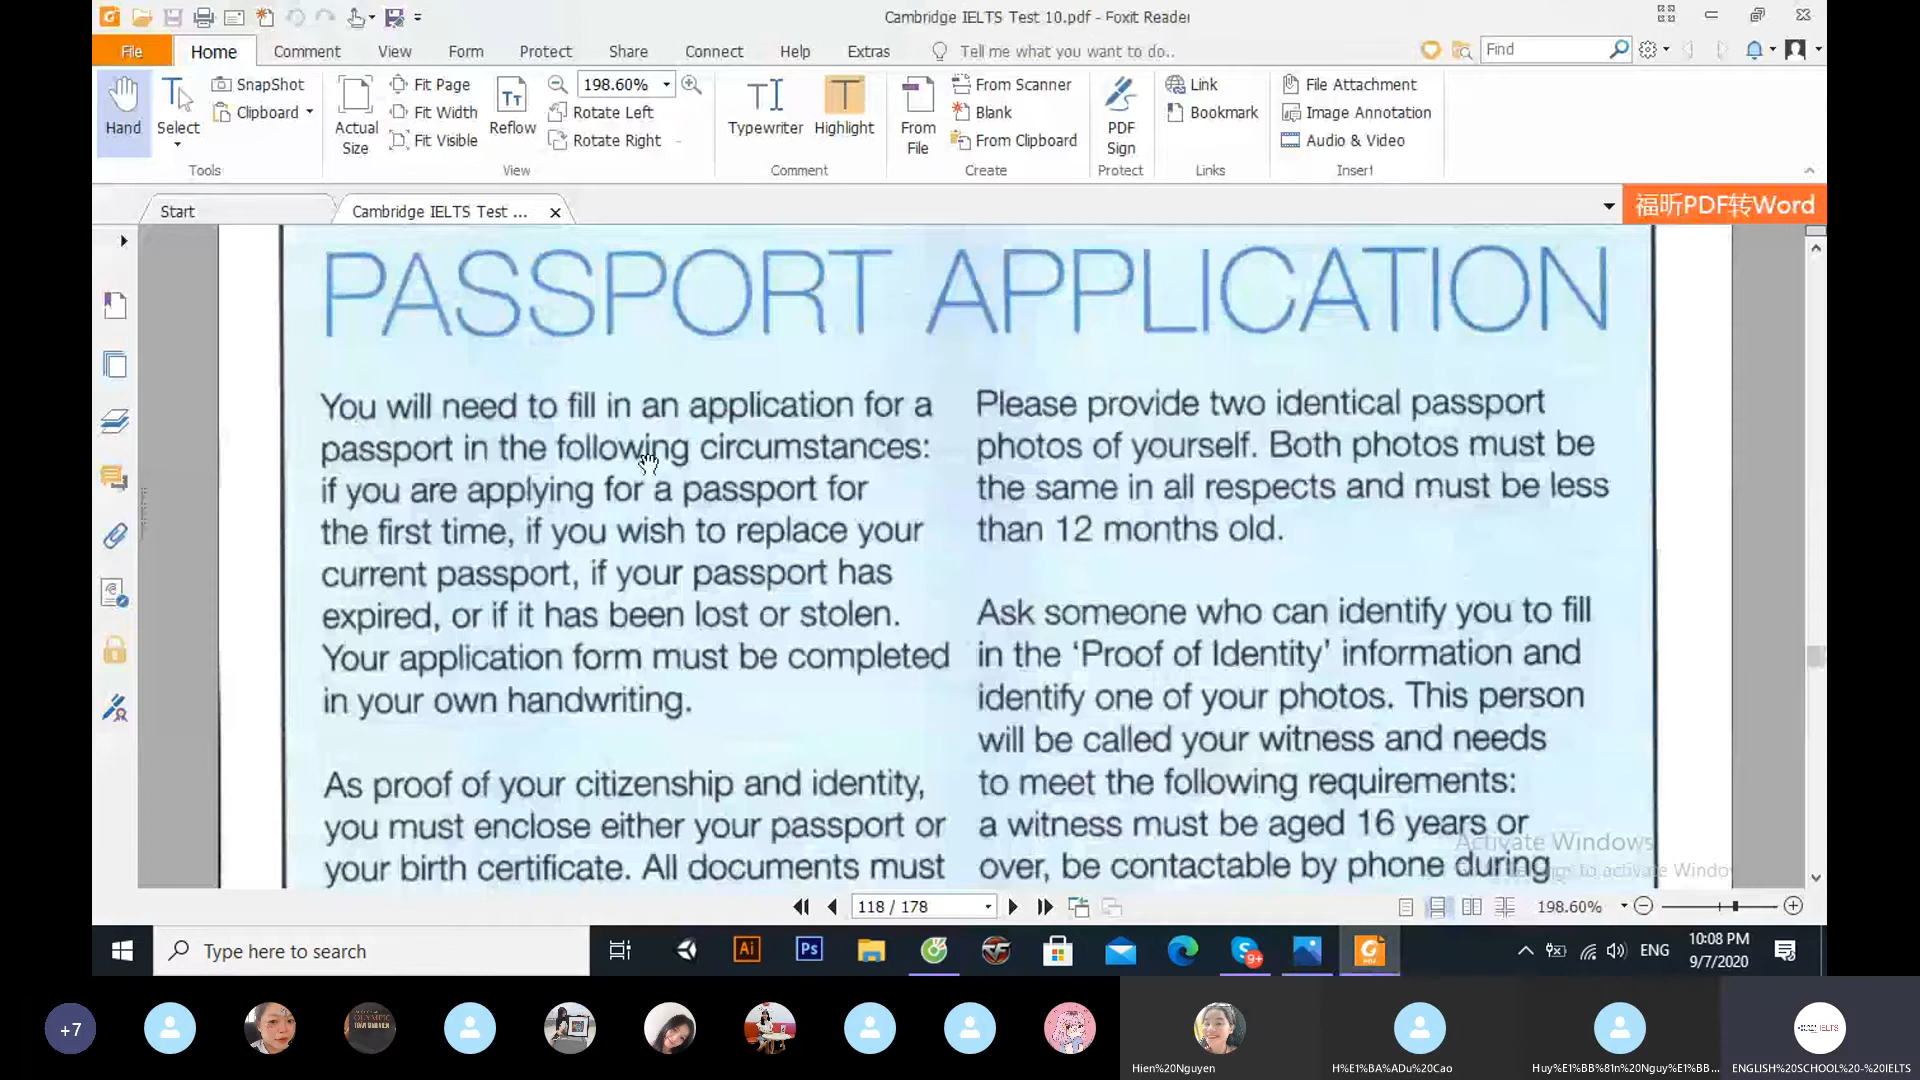 Cambridge IELTS Test 10.pdf - Foxit Reader
File Home Comment View Form Protect Share Connect Help Extras Tell me what you want to do.. Find
Hand
Select
SnapShot
Clipboard
Tools
Actual Size
Fit Page
Fit Width
Fit Visible
Reflow
198.60%
Rotate Left
Rotate Right
View
Typewriter
Highlight
Comment
From File
From Scanner
Blank
From Clipboard
Create
PDF Sign
Protect
Link
Bookmark
Links
File Attachment
Image Annotation
Audio & Video
Insert
Start
Cambridge IELTS Test ...
福昕PDF转Word
PASSPORT APPLICATION
You will need to fill in an application for a
passport in the following circumstances:
if you are applying for a passport for
the first time, if you wish to replace your
current passport, if your passport has
expired, or if it has been lost or stolen.
Your application form must be completed
in your own handwriting.
As proof of your citizenship and identity,
you must enclose either your passport or
your birth certificate. All documents must
Please provide two identical passport
photos of yourself. Both photos must be
the same in all respects and must be less
than 12 months old.
Ask someone who can identify you to fill
in the ‘Proof of Identity’ information and
identify one of your photos. This person
will be called your witness and needs
to meet the following requirements:
a witness must be aged 16 years or
over, be contactable by phone during
Activate Windows
to activate Windo
118 / 178
198.60%
Type here to search
Ai
Ps
9+
ENG
10:08 PM
9/7/2020
+7
Hien%20Nguyen
H%E1%BA%ADu%20Cao
Huy%E1%BB%81n%20Nguy%E1%BB...
ENGLISH%20SCHOOL%20-%20IELTS